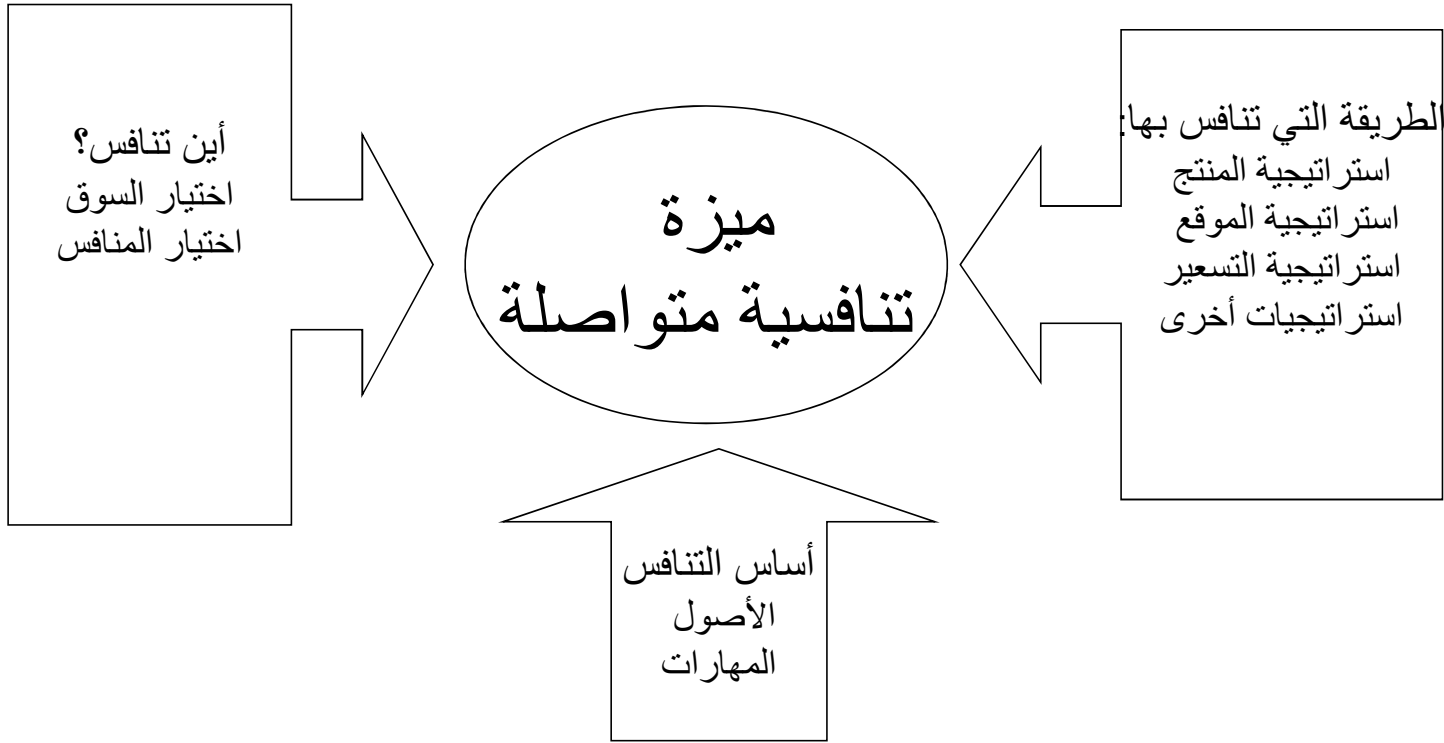 الطريقة التي تنافس بها:
استراتيجية المنتج
استراتيجية الموقع
استراتيجية التسعير
استراتيجيات أخرى
ميزة
تنافسية متواصلة
أين تنافس؟
اختيار السوق
اختيار المنافس
أساس التنافس
الأصول
المهارات